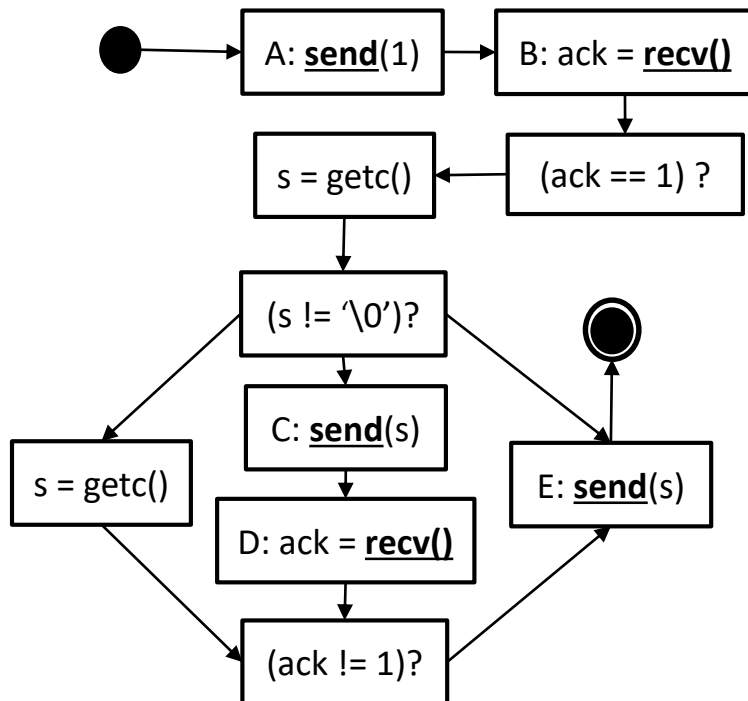 A: send(1)
B: ack = recv()
s = getc()
(ack == 1) ?
(s != ‘\0’)?
C: send(s)
s = getc()
E: send(s)
D: ack = recv()
(ack != 1)?